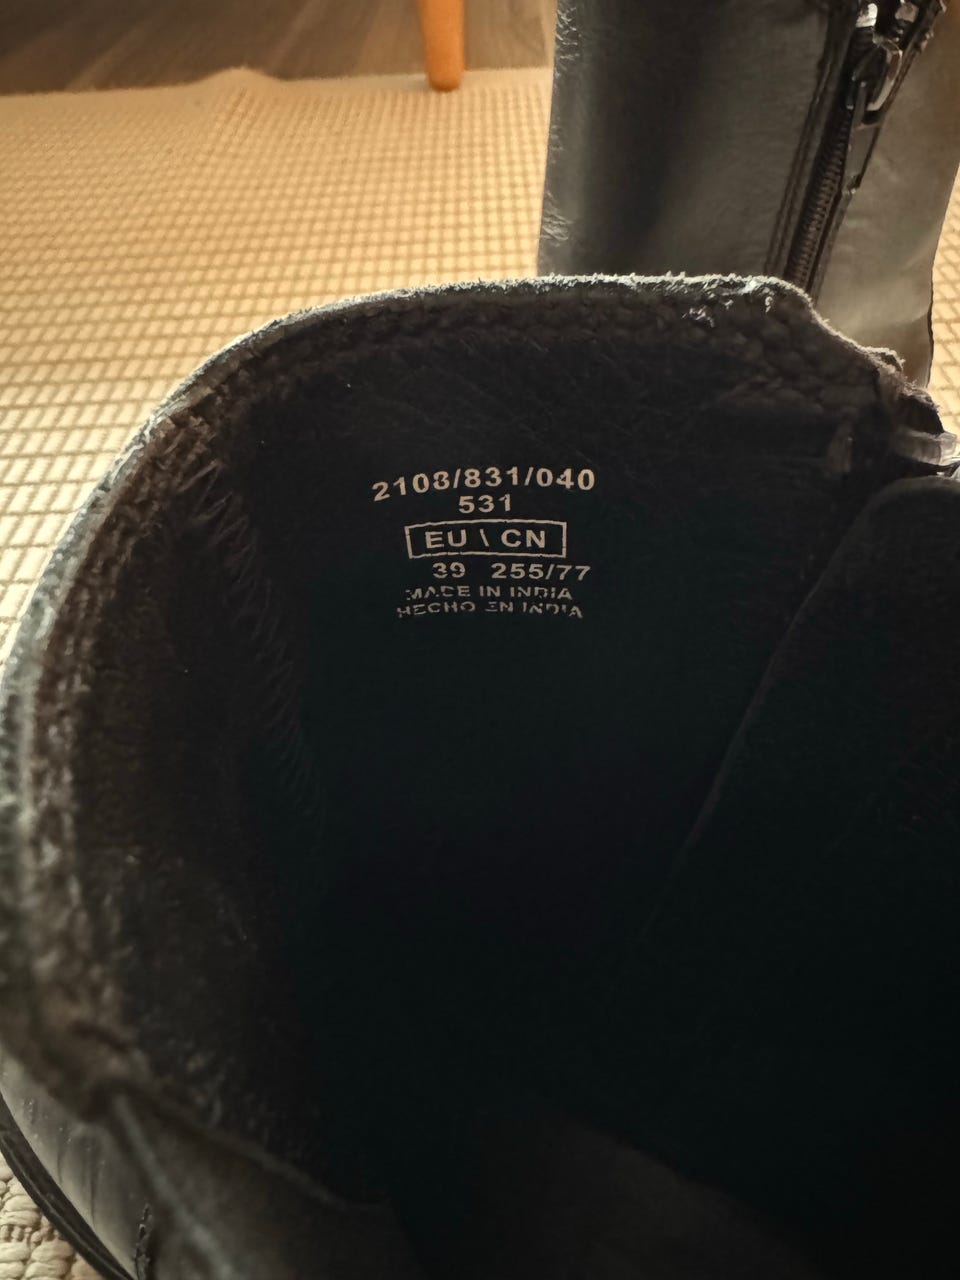 2108/831/040
531
EU \ CN
39 255/77
MADE IN INDIA
HECHO EN INDIA